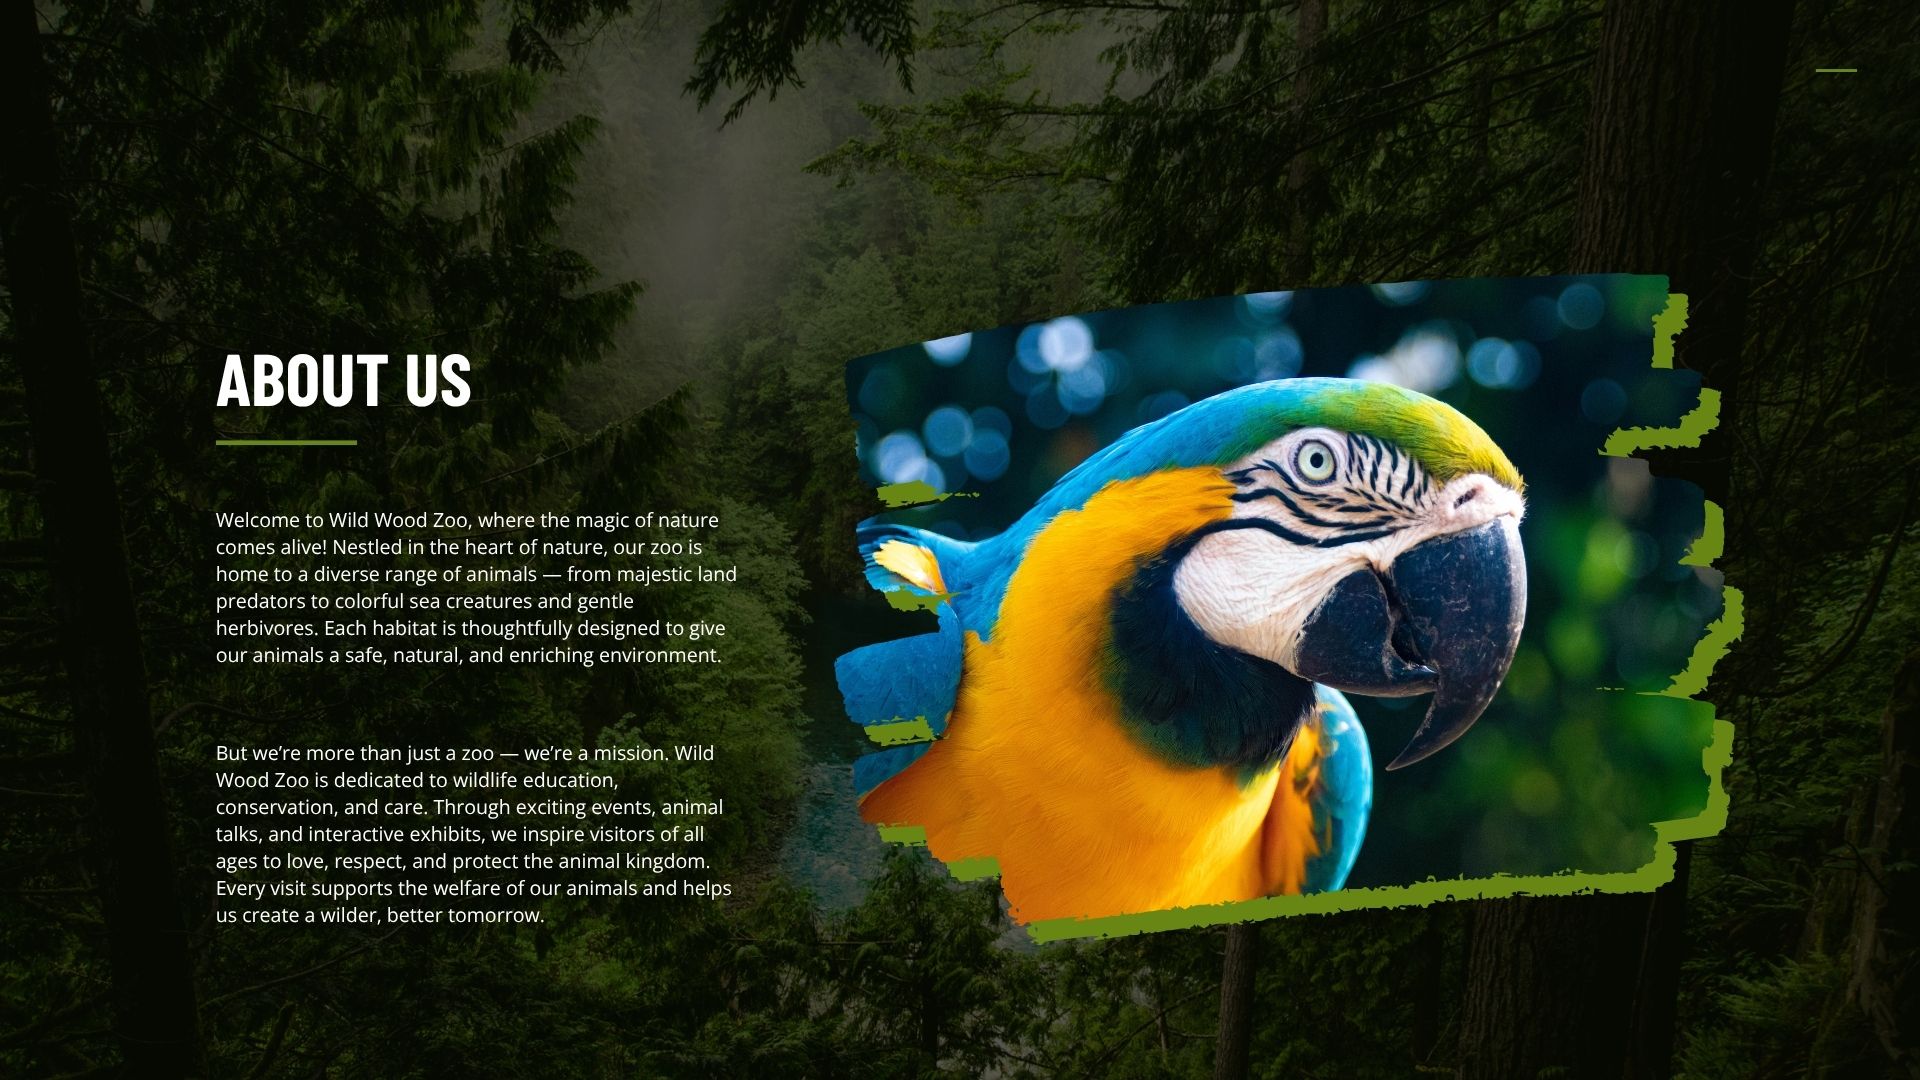 ABOUT US
Welcome to Wild Wood Zoo, where the magic of nature
comes alive! Nestled in the heart of nature, our zoo is
home to a diverse range of animals — from majestic land
predators to colorful sea creatures and gentle
herbivores. Each habitat is thoughtfully designed to give
our animals a safe, natural, and enriching environment.
But we’re more than just a zoo — we’re a mission. Wild
Wood Zoo is dedicated to wildlife education,
conservation, and care. Through exciting events, animal
talks, and interactive exhibits, we inspire visitors of all
ages to love, respect, and protect the animal kingdom.
Every visit supports the welfare of our animals and helps
us create a wilder, better tomorrow.